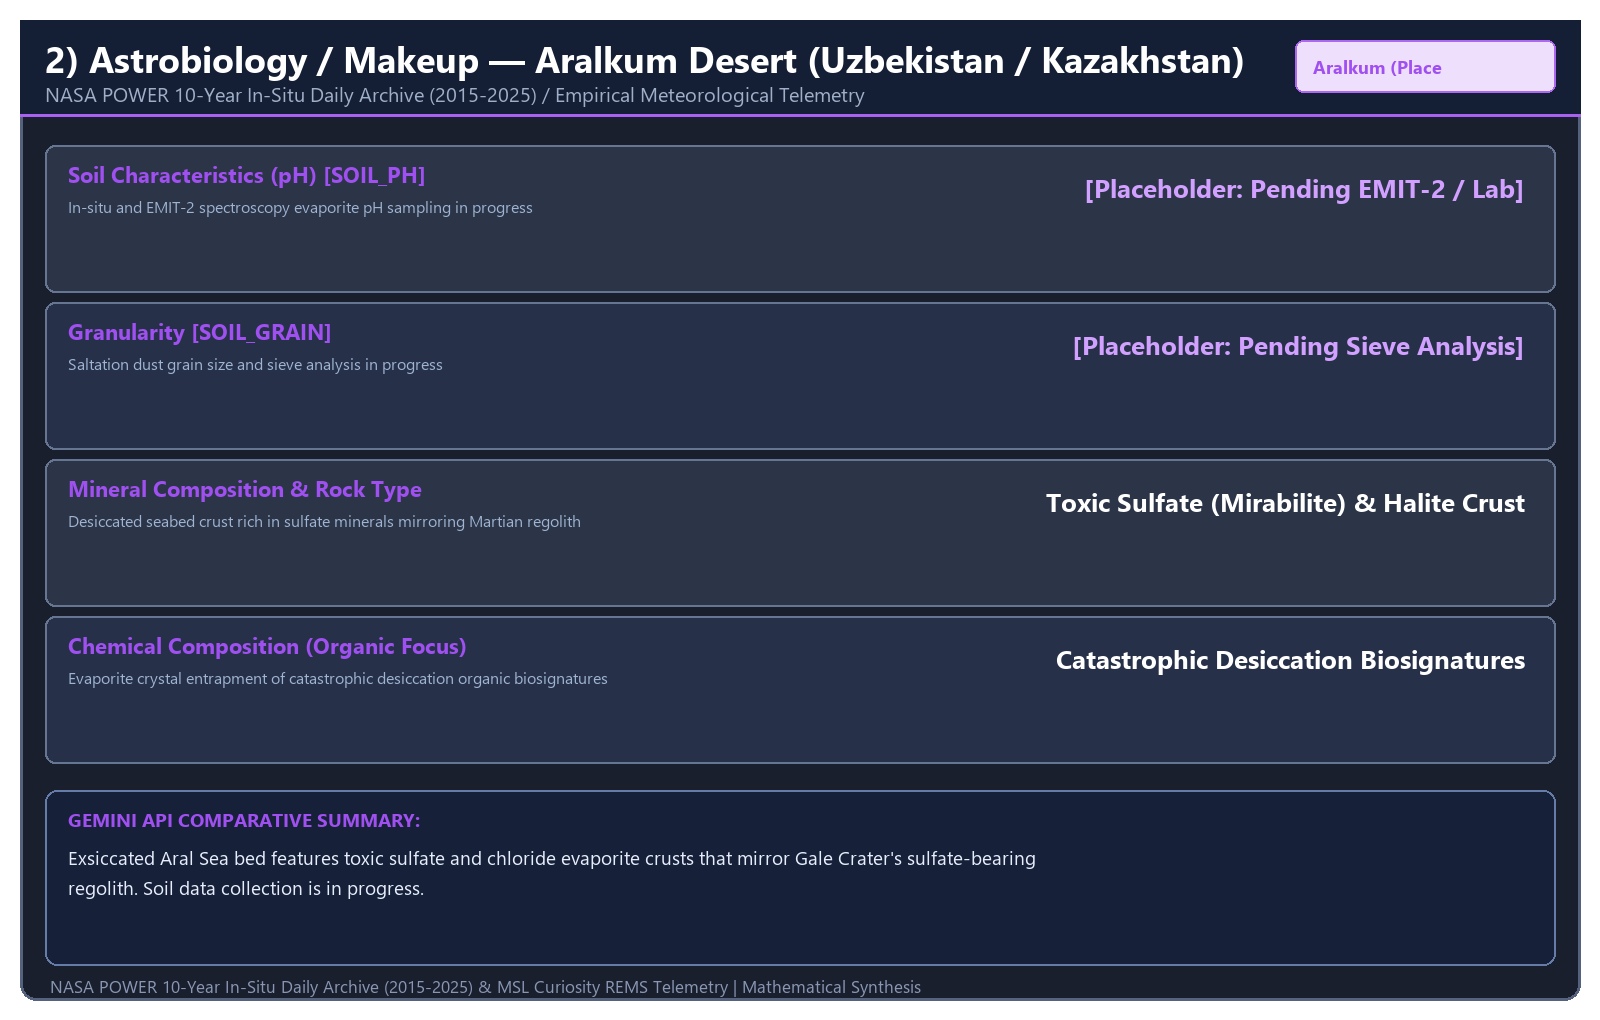 2) Astrobiology / Makeup — Aralkum Desert (Uzbekistan / Kazakhstan)
Aralkum (Place
NASA POWER 10-Year In-Situ Daily Archive (2015-2025) / Empirical Meteorological Telemetry
Soil Characteristics (pH) [SOIL_PH]
[Placeholder: Pending EMIT-2 / Lab]
In-situ and EMIT-2 spectroscopy evaporite pH sampling in progress
Granularity [SOIL_GRAIN]
[Placeholder: Pending Sieve Analysis]
Saltation dust grain size and sieve analysis in progress
Mineral Composition & Rock Type
Toxic Sulfate (Mirabilite) & Halite Crust
Desiccated seabed crust rich in sulfate minerals mirroring Martian regolith
Chemical Composition (Organic Focus)
Catastrophic Desiccation Biosignatures
Evaporite crystal entrapment of catastrophic desiccation organic biosignatures
GEMINI API COMPARATIVE SUMMARY:
Exsiccated Aral Sea bed features toxic sulfate and chloride evaporite crusts that mirror Gale Crater's sulfate-bearing
regolith. Soil data collection is in progress.
NASA POWER 10-Year In-Situ Daily Archive (2015-2025) & MSL Curiosity REMS Telemetry | Mathematical Synthesis